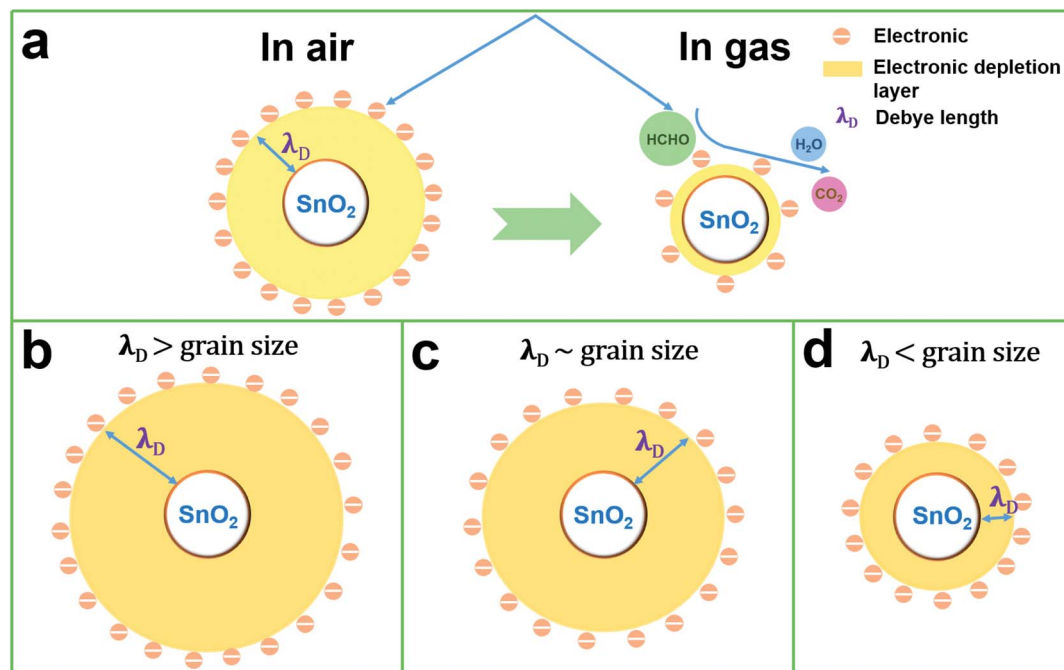 a
In air
In gas
Electronic
Electronic depletion
layer
λD Debye length
λD
SnO₂
HCHO
H₂O
CO₂
SnO₂
b
λD > grain size
λD
SnO₂
c
λD ~ grain size
λD
SnO₂
d
λD < grain size
λD
SnO₂